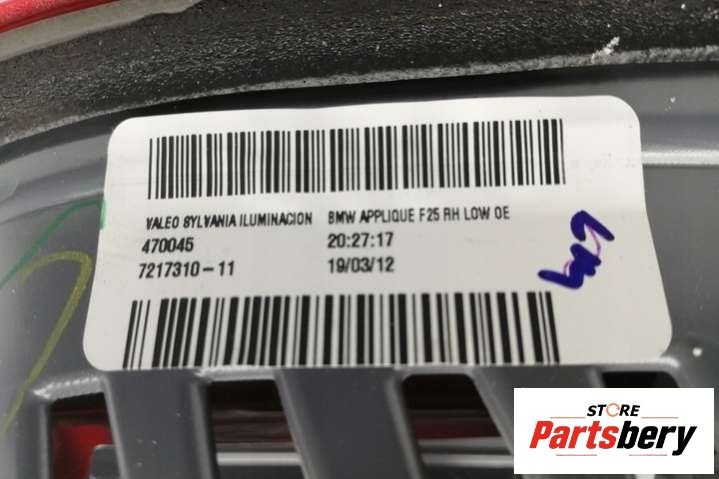 VALEO SYLVANIA ILUMINACION BMW APPLIQUE F25 RH LOW OE
470045 20:27:17
7217310-11 19/03/12
STORE
Partsbery